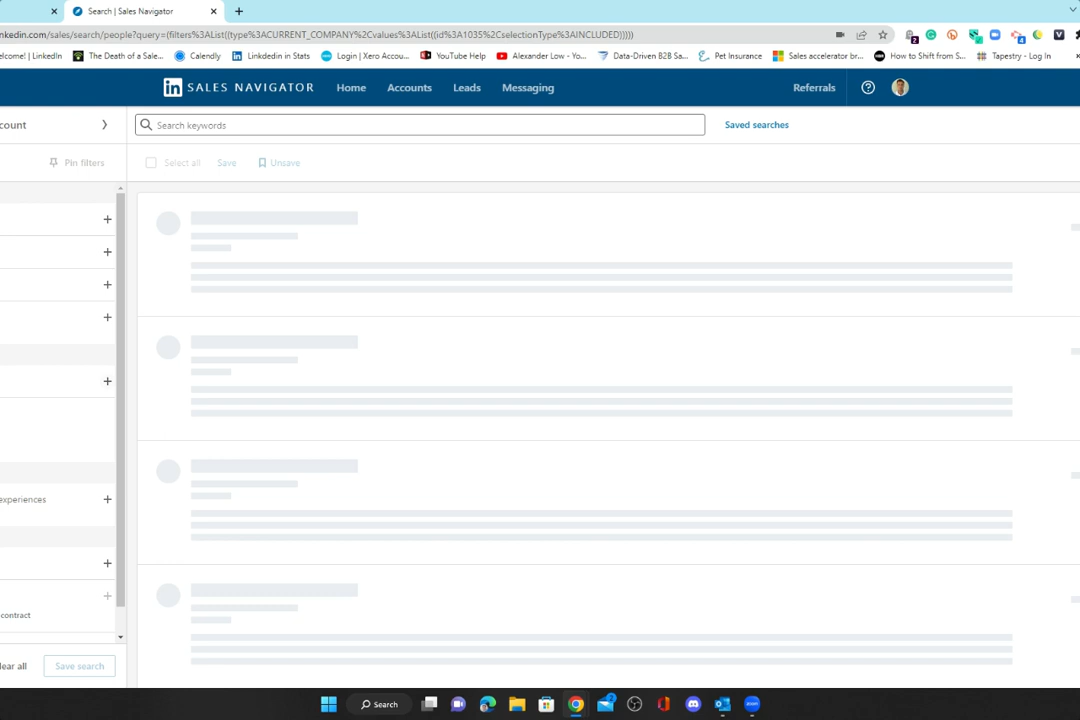 Search | Sales Navigator
nkedin.com/sales/search/people?query=(filters%3AList((type%3ACURRENT_COMPANY%2Cvalues%3AList((id%3A1035%2CselectionType%3AINCLUDED)))))
elcome! | LinkedIn The Death of a Sale... Calendly Linkdedin in Stats Login | Xero Accou... YouTube Help Alexander Low - Yo... Data-Driven B2B Sa... Pet Insurance Sales accelerator br... How to Shift from S... Tapestry - Log In
in SALES NAVIGATOR Home Accounts Leads Messaging Referrals
count Search keywords Saved searches
Pin filters Select all Save Unsave
experiences
contract
lear all Save search
Search